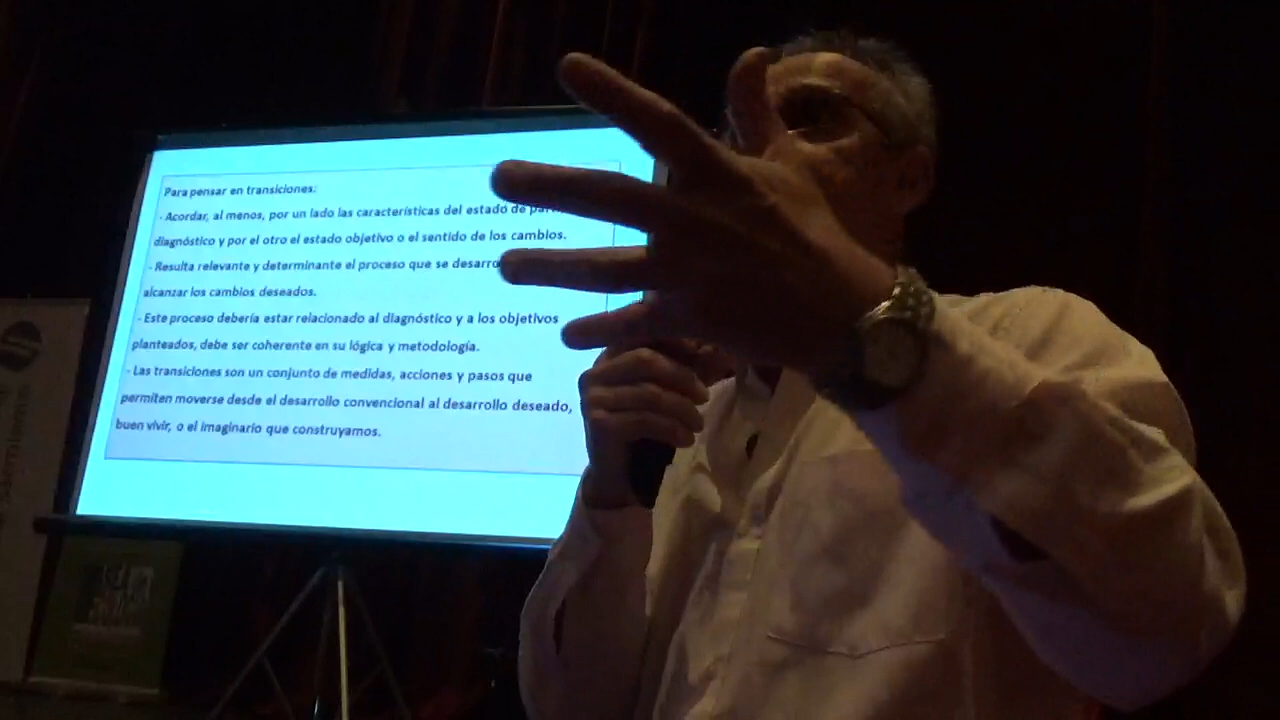 Para pensar en transiciones:
- Acordar, al menos, por un lado las características del estado de
diagnóstico y por el otro el estado objetivo o el sentido de los cambios.
- Resulta relevante y determinante el proceso que se
alcanzar los cambios deseados.
- Este proceso debería estar relacionado al diagnóstico y a los objetivos
planteados, debe ser coherente en su lógica y metodología.
- Las transiciones son un conjunto de medidas, acciones y pasos que
permiten moverse desde el desarrollo convencional al desarrollo deseado,
buen vivir, o el imaginario que construyamos.